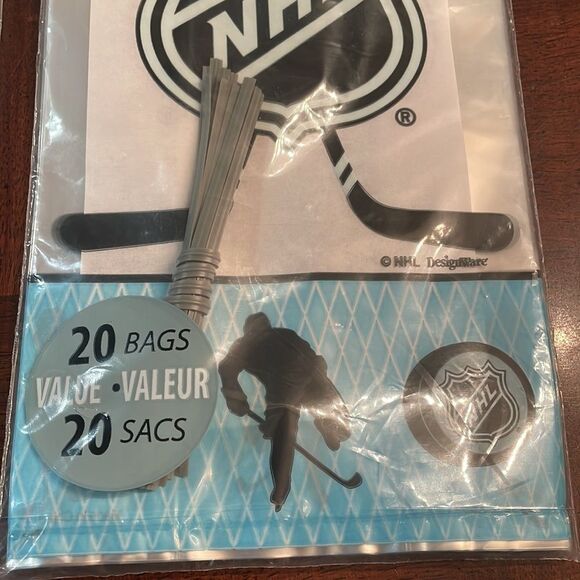 NHL
®
© NHL DesignWare
20 BAGS
VALUE • VALEUR
20 SACS
NHL